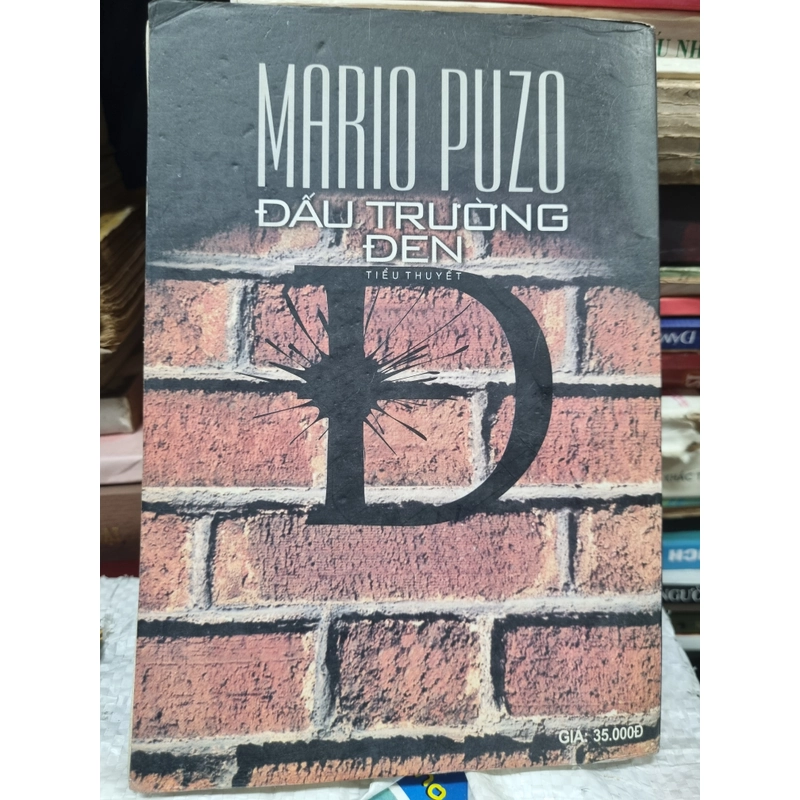 MARIO PUZO
ĐẤU TRƯỜNG
ĐEN
TIỂU THUYẾT
Đ
GIÁ: 35.000Đ